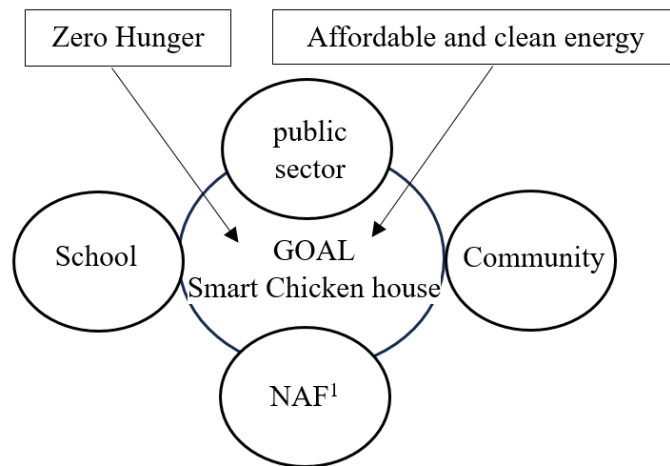 Zero Hunger
Affordable and clean energy
public
sector
School
GOAL
Smart Chicken house
Community
NAF¹